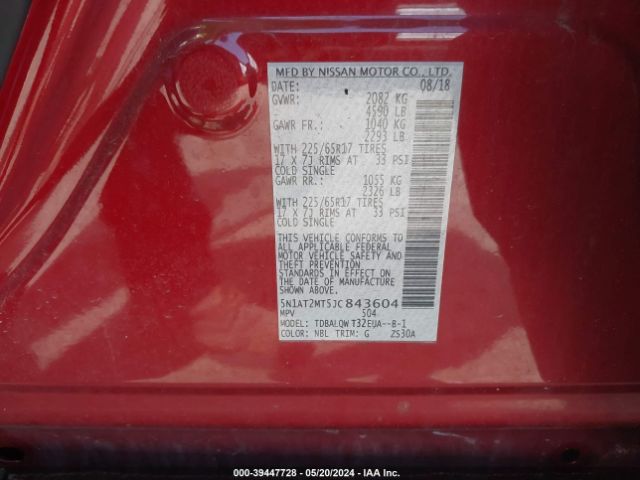 MFD BY NISSAN MOTOR CO., LTD.
DATE: 08/18
GVWR: 2082 KG
4590 LB
GAWR FR.: 1040 KG
2293 LB
WITH 225/65R17 TIRES
17 X 7J RIMS AT 33 PSI
COLD SINGLE
GAWR RR.: 1055 KG
2326 LB
WITH 225/65R17 TIRES
17 X 7J RIMS AT 33 PSI
COLD SINGLE
THIS VEHICLE CONFORMS TO
ALL APPLICABLE FEDERAL
MOTOR VEHICLE SAFETY AND
THEFT PREVENTION
STANDARDS IN EFFECT ON
THE DATE OF MANUFACTURE
SHOWN ABOVE.
5N1AT2MT5JC843604
MPV 504
MODEL: TDBALQW T32EUA--B-I
COLOR: NBL TRIM: G ZS30A
000-39447728 - 05/20/2024 - IAA Inc.